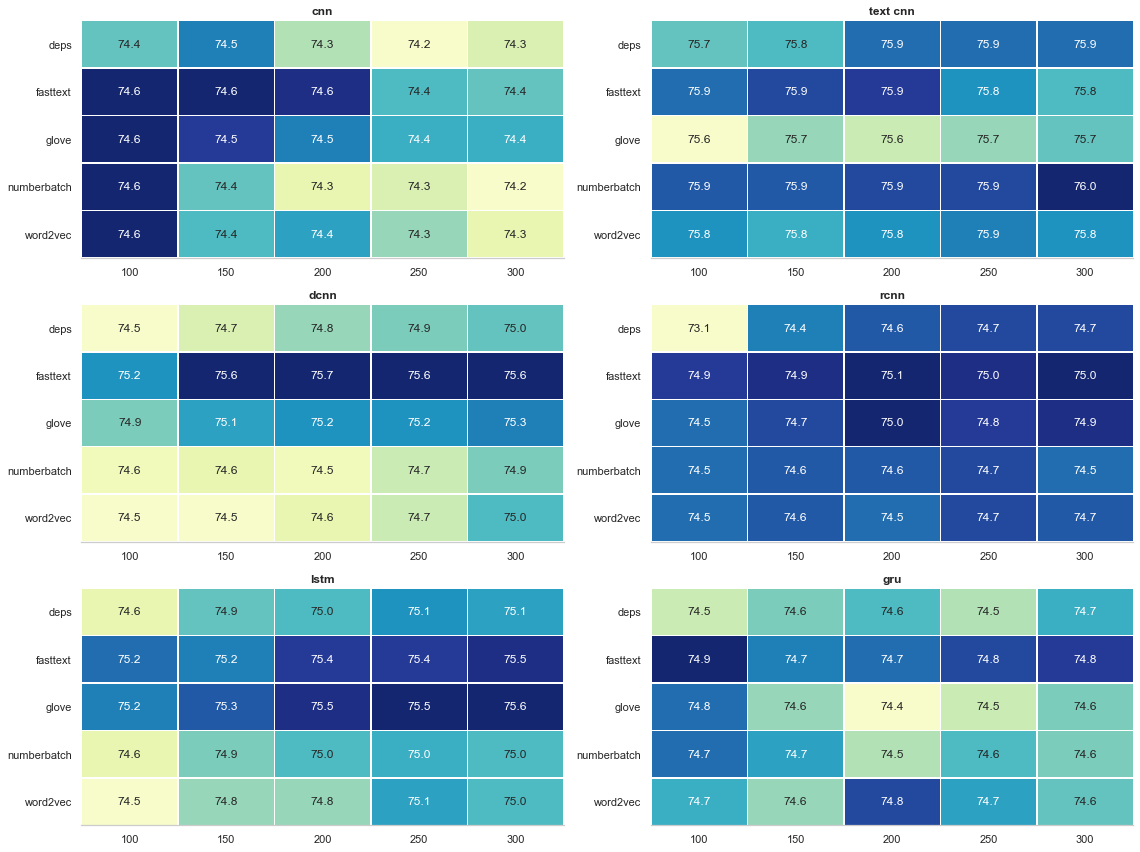 cnn
deps 74.4 74.5 74.3 74.2 74.3
fasttext 74.6 74.6 74.6 74.4 74.4
glove 74.6 74.5 74.5 74.4 74.4
numberbatch 74.6 74.4 74.3 74.3 74.2
word2vec 74.6 74.4 74.4 74.3 74.3
100 150 200 250 300
text cnn
deps 75.7 75.8 75.9 75.9 75.9
fasttext 75.9 75.9 75.9 75.8 75.8
glove 75.6 75.7 75.6 75.7 75.7
numberbatch 75.9 75.9 75.9 75.9 76.0
word2vec 75.8 75.8 75.8 75.9 75.8
100 150 200 250 300
dcnn
deps 74.5 74.7 74.8 74.9 75.0
fasttext 75.2 75.6 75.7 75.6 75.6
glove 74.9 75.1 75.2 75.2 75.3
numberbatch 74.6 74.6 74.5 74.7 74.9
word2vec 74.5 74.5 74.6 74.7 75.0
100 150 200 250 300
rcnn
deps 73.1 74.4 74.6 74.7 74.7
fasttext 74.9 74.9 75.1 75.0 75.0
glove 74.5 74.7 75.0 74.8 74.9
numberbatch 74.5 74.6 74.6 74.7 74.5
word2vec 74.5 74.6 74.5 74.7 74.7
100 150 200 250 300
lstm
deps 74.6 74.9 75.0 75.1 75.1
fasttext 75.2 75.2 75.4 75.4 75.5
glove 75.2 75.3 75.5 75.5 75.6
numberbatch 74.6 74.9 75.0 75.0 75.0
word2vec 74.5 74.8 74.8 75.1 75.0
100 150 200 250 300
gru
deps 74.5 74.6 74.6 74.5 74.7
fasttext 74.9 74.7 74.7 74.8 74.8
glove 74.8 74.6 74.4 74.5 74.6
numberbatch 74.7 74.7 74.5 74.6 74.6
word2vec 74.7 74.6 74.8 74.7 74.6
100 150 200 250 300